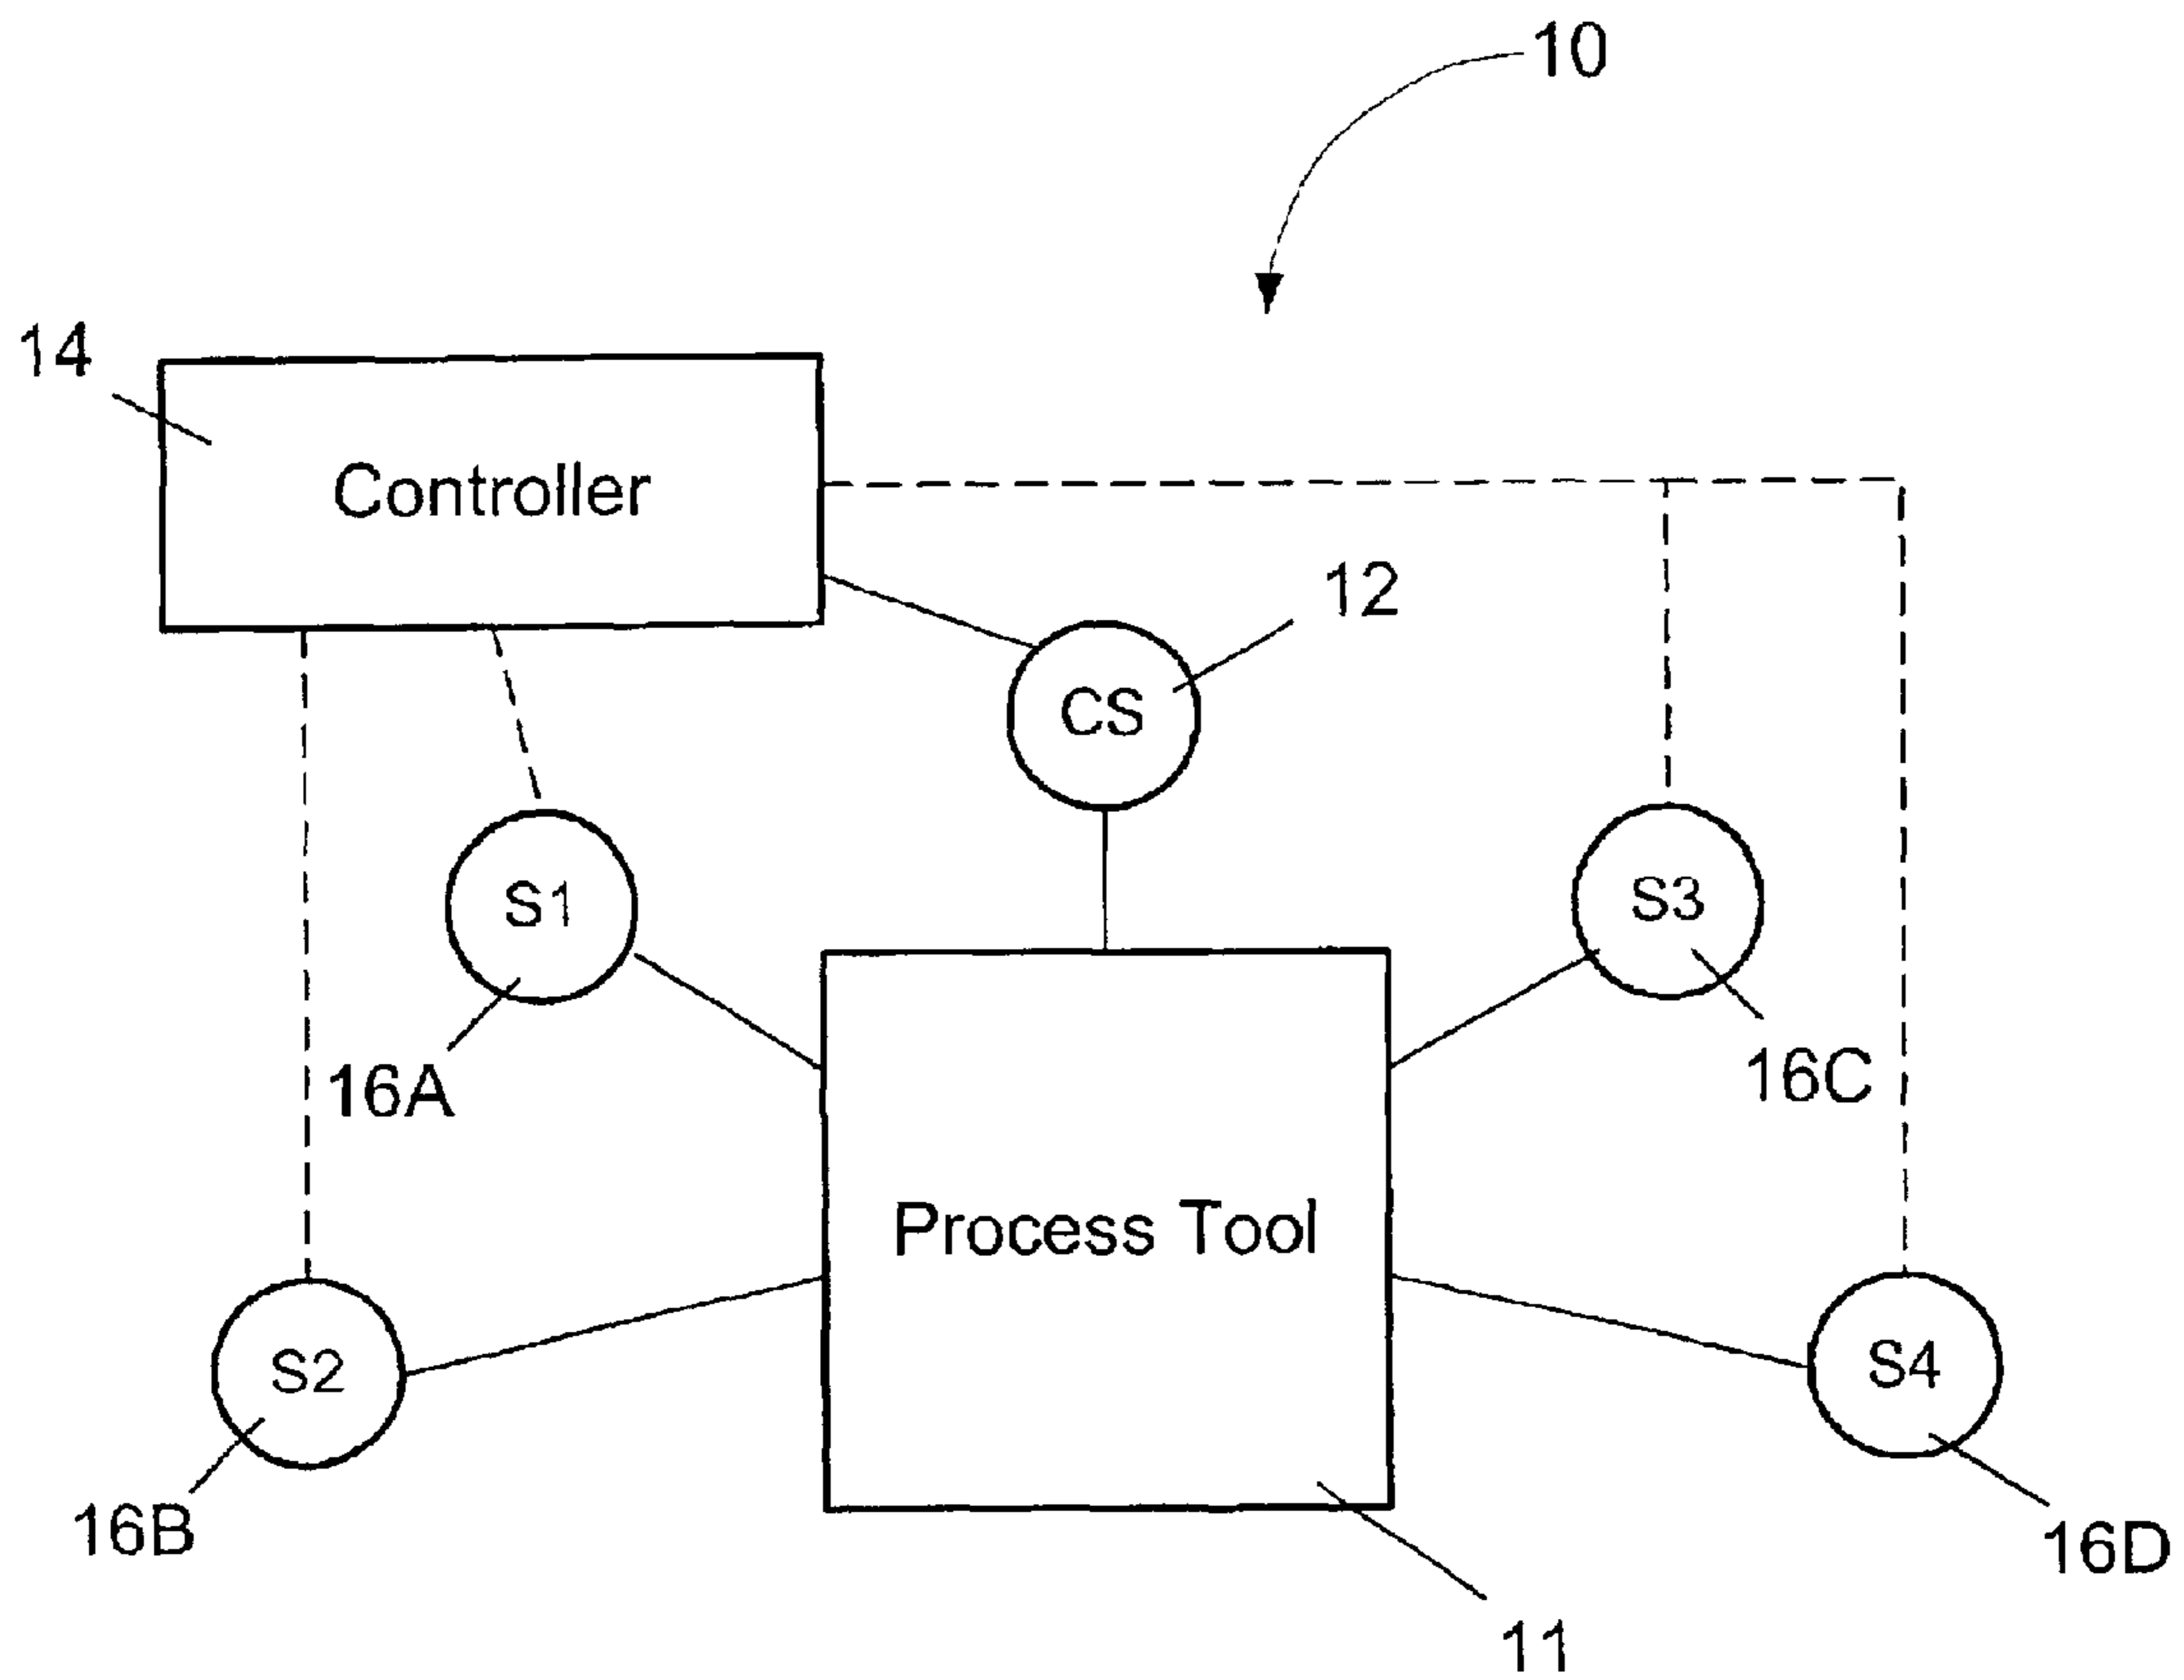 10
14
Controller
12
CS
S1
S3
16A
16C
Process Tool
S2
S4
16B
16D
11